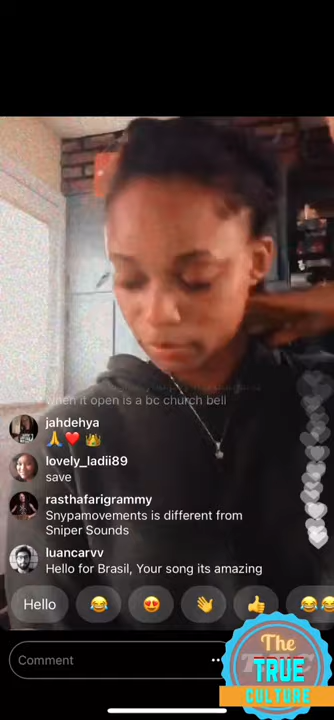 when it open is a bc church bell
jahdehya
🙏❤️👑
lovely_ladii89
save
rasthafarigrammy
Snypamovements is different from
Sniper Sounds
luancarvv
Hello for Brasil, Your song its amazing
Hello 😂 😍 👋 👍 😂😂
Comment
The
TRUE
CULTURE